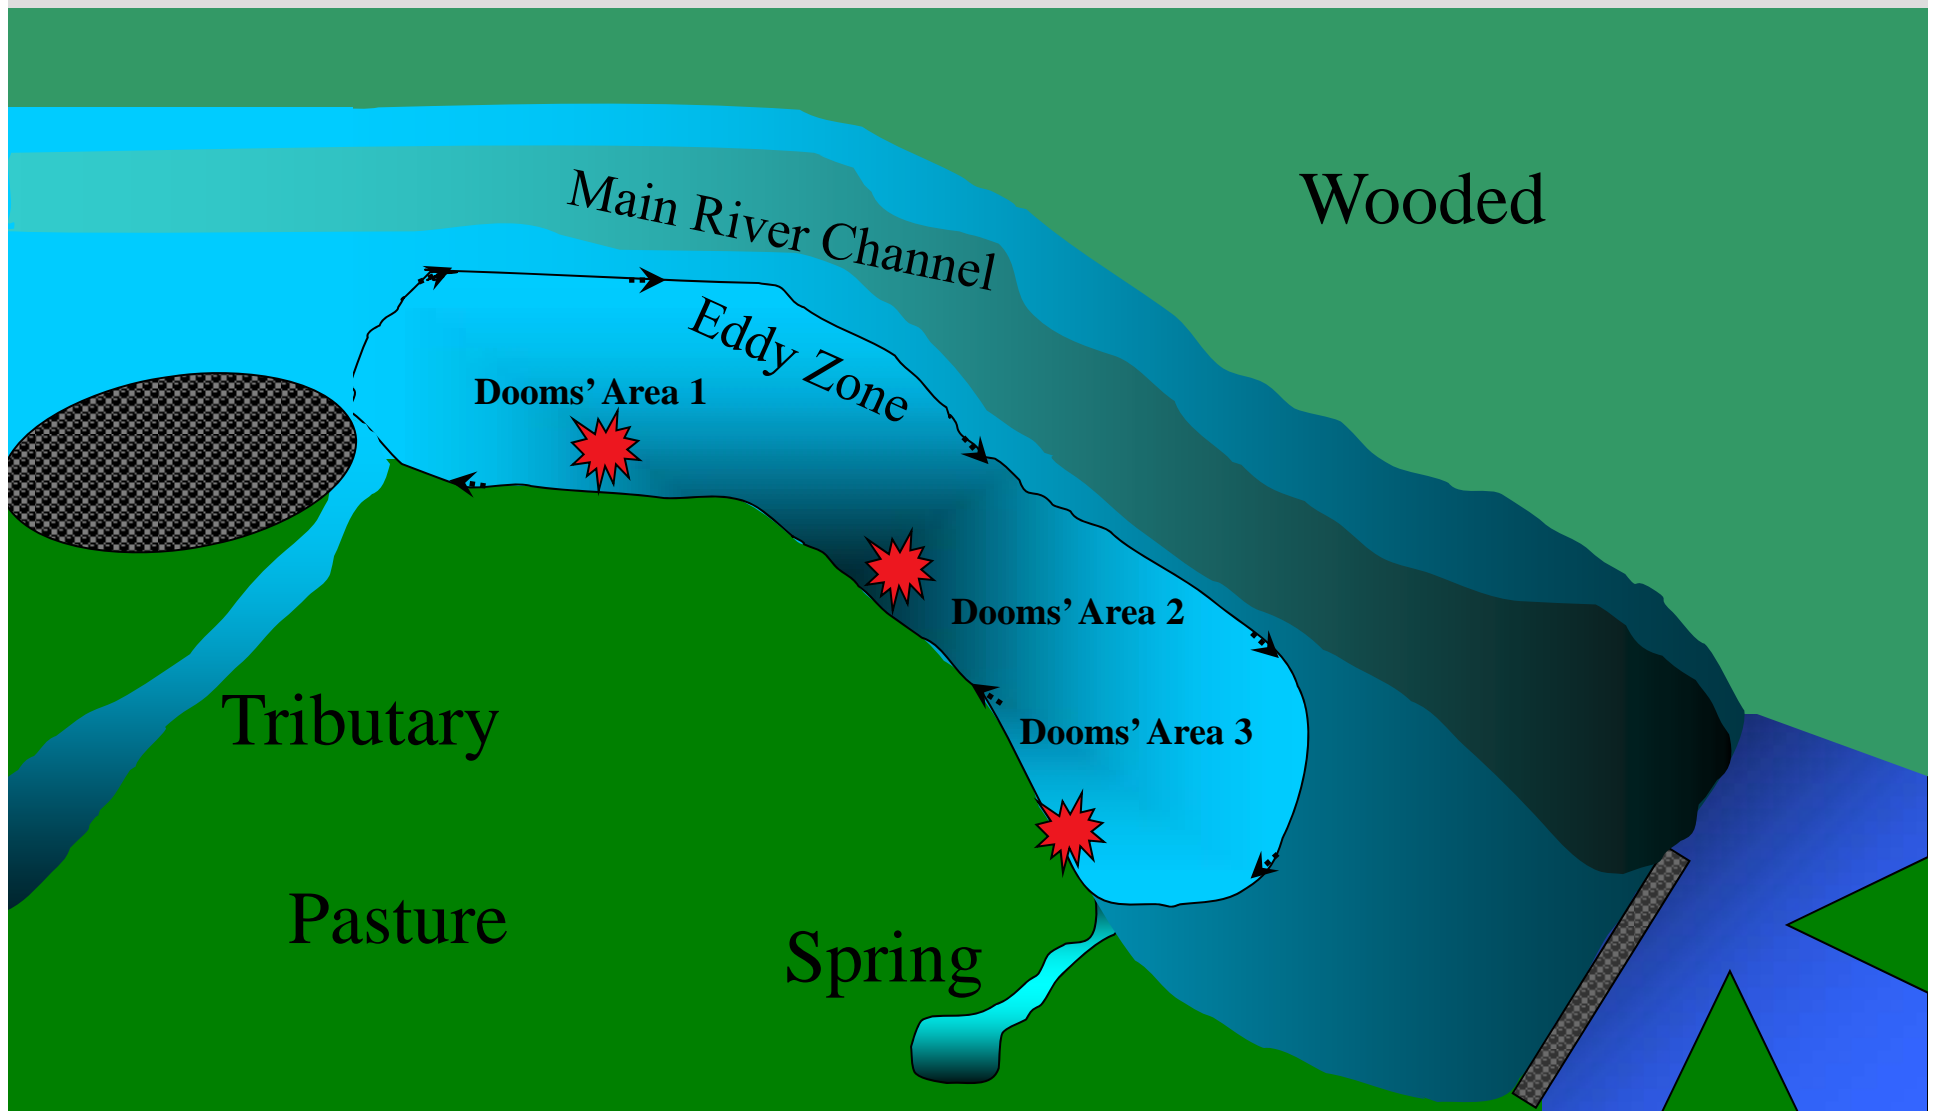 Wooded
Main River Channel
Eddy Zone
Dooms’ Area 1
Dooms’ Area 2
Dooms’ Area 3
Tributary
Pasture
Spring